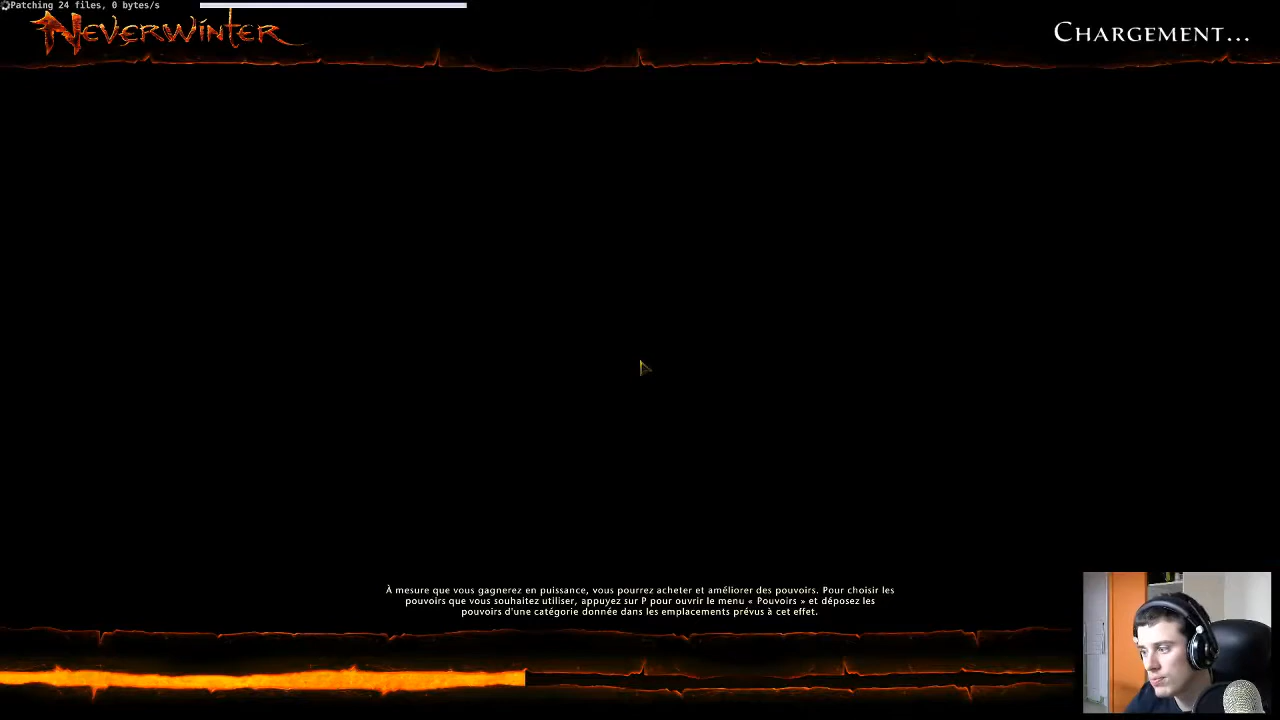 Patching 24 files, 0 bytes/s
Neverwinter
Chargement...
À mesure que vous gagnerez en puissance, vous pourrez acheter et améliorer des pouvoirs. Pour choisir les
pouvoirs que vous souhaitez utiliser, appuyez sur P pour ouvrir le menu « Pouvoirs » et déposez les
pouvoirs d'une catégorie donnée dans les emplacements prévus à cet effet.